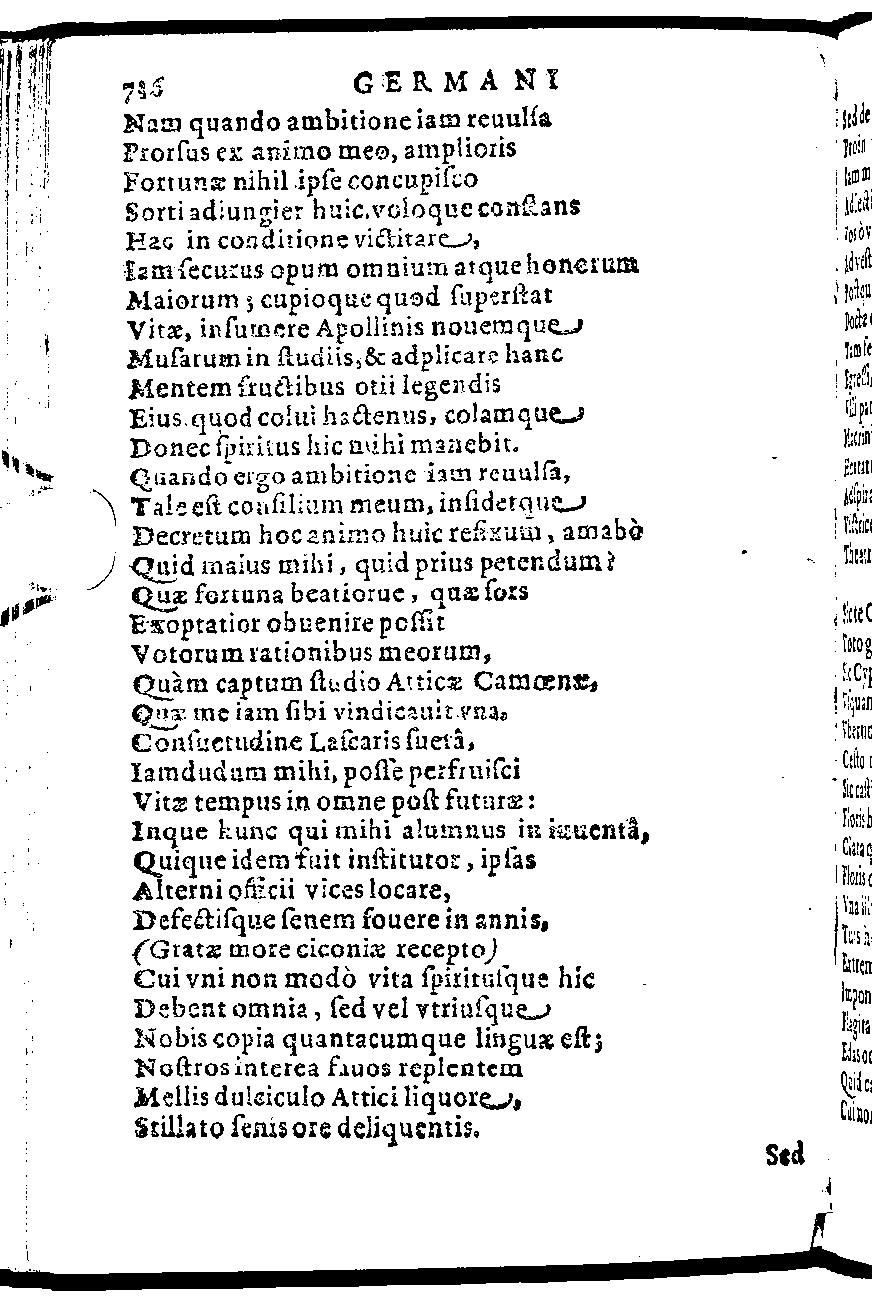 736 GERMANI
Nam quando ambitione iam reuulſa
Prorſus ex animo meo, amplioris
Fortunæ nihil ipſe concupiſco
Sorti adiungier huic, voloque conſtans
Hac in conditione victitare,
Iam ſecurus opum omnium atque honorum
Maiorum; cupioque quod ſuperſtat
Vitæ, inſumere Apollinis nouemque
Muſarum in ſtudiis, & adplicare hanc
Mentem fructibus otii legendis
Eius, quod colui hactenus, colamque
Donec ſpiritus hic mihi manebit.
Quando ergo ambitione iam reuulſa,
Tale eſt conſilium meum, inſidetque
Decretum hoc animo huic refixum, amabò
Quid maius mihi, quid prius petendum?
Quæ fortuna beatiorue, quæ ſors
Exoptatior obuenire poſſit
Votorum rationibus meorum,
Quàm captum ſtudio Atticæ Camœnæ,
Quæ me iam ſibi vindicauit vna,
Conſuetudine Laſcaris ſuetâ,
Iamdudum mihi, poſſe perfruiſci
Vitæ tempus in omne poſt futuræ:
Inque hunc qui mihi alumnus in iuuentâ,
Quique idem fuit inſtitutor, ipſas
Alterni officii vices locare,
Defectiſque ſenem fouere in annis,
(Gratæ more ciconiæ recepto)
Cui vni non modò vita ſpirituſque hic
Debent omnia, ſed vel vtriuſque
Nobis copia quantacumque linguæ eſt;
Noſtros interea fauos replentem
Mellis dulciculo Attici liquore,
Stillato ſenis ore deliquentis.
Sed